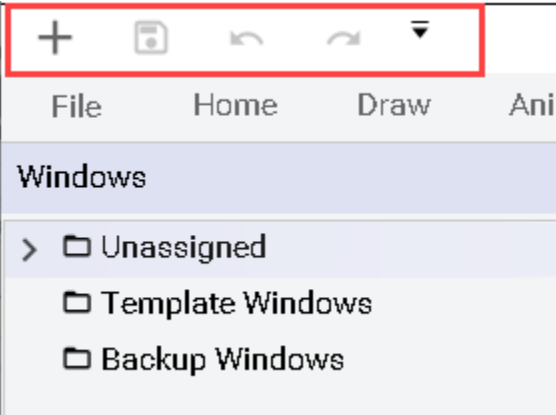 File Home Draw Ani
Windows
Unassigned
Template Windows
Backup Windows